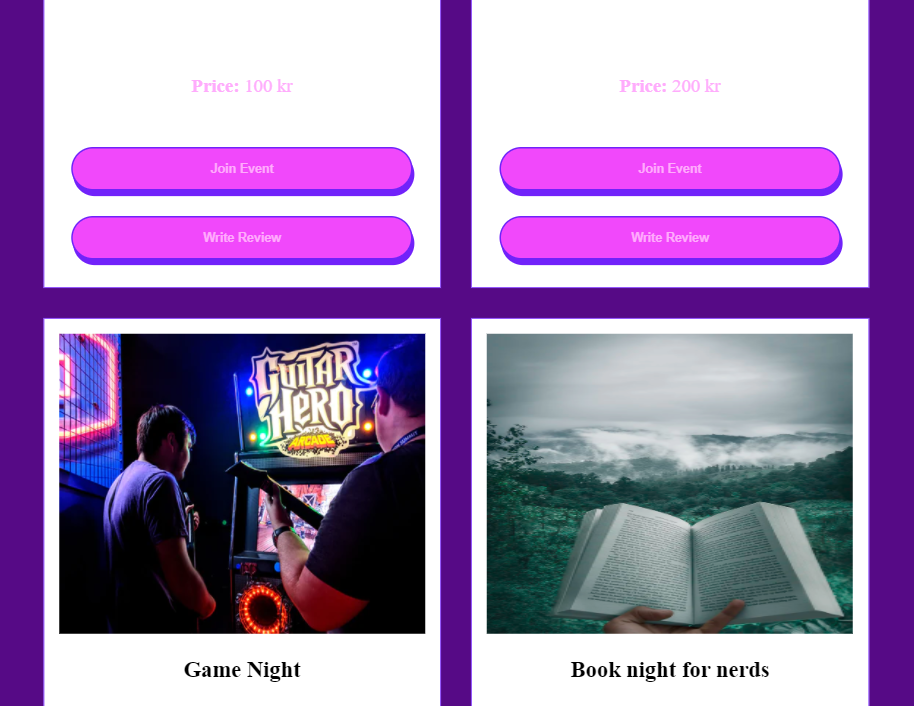 Price: 100 kr
Price: 200 kr
Join Event
Join Event
Write Review
Write Review
GUITAR
HERO
ARCADE
Game Night
Book night for nerds